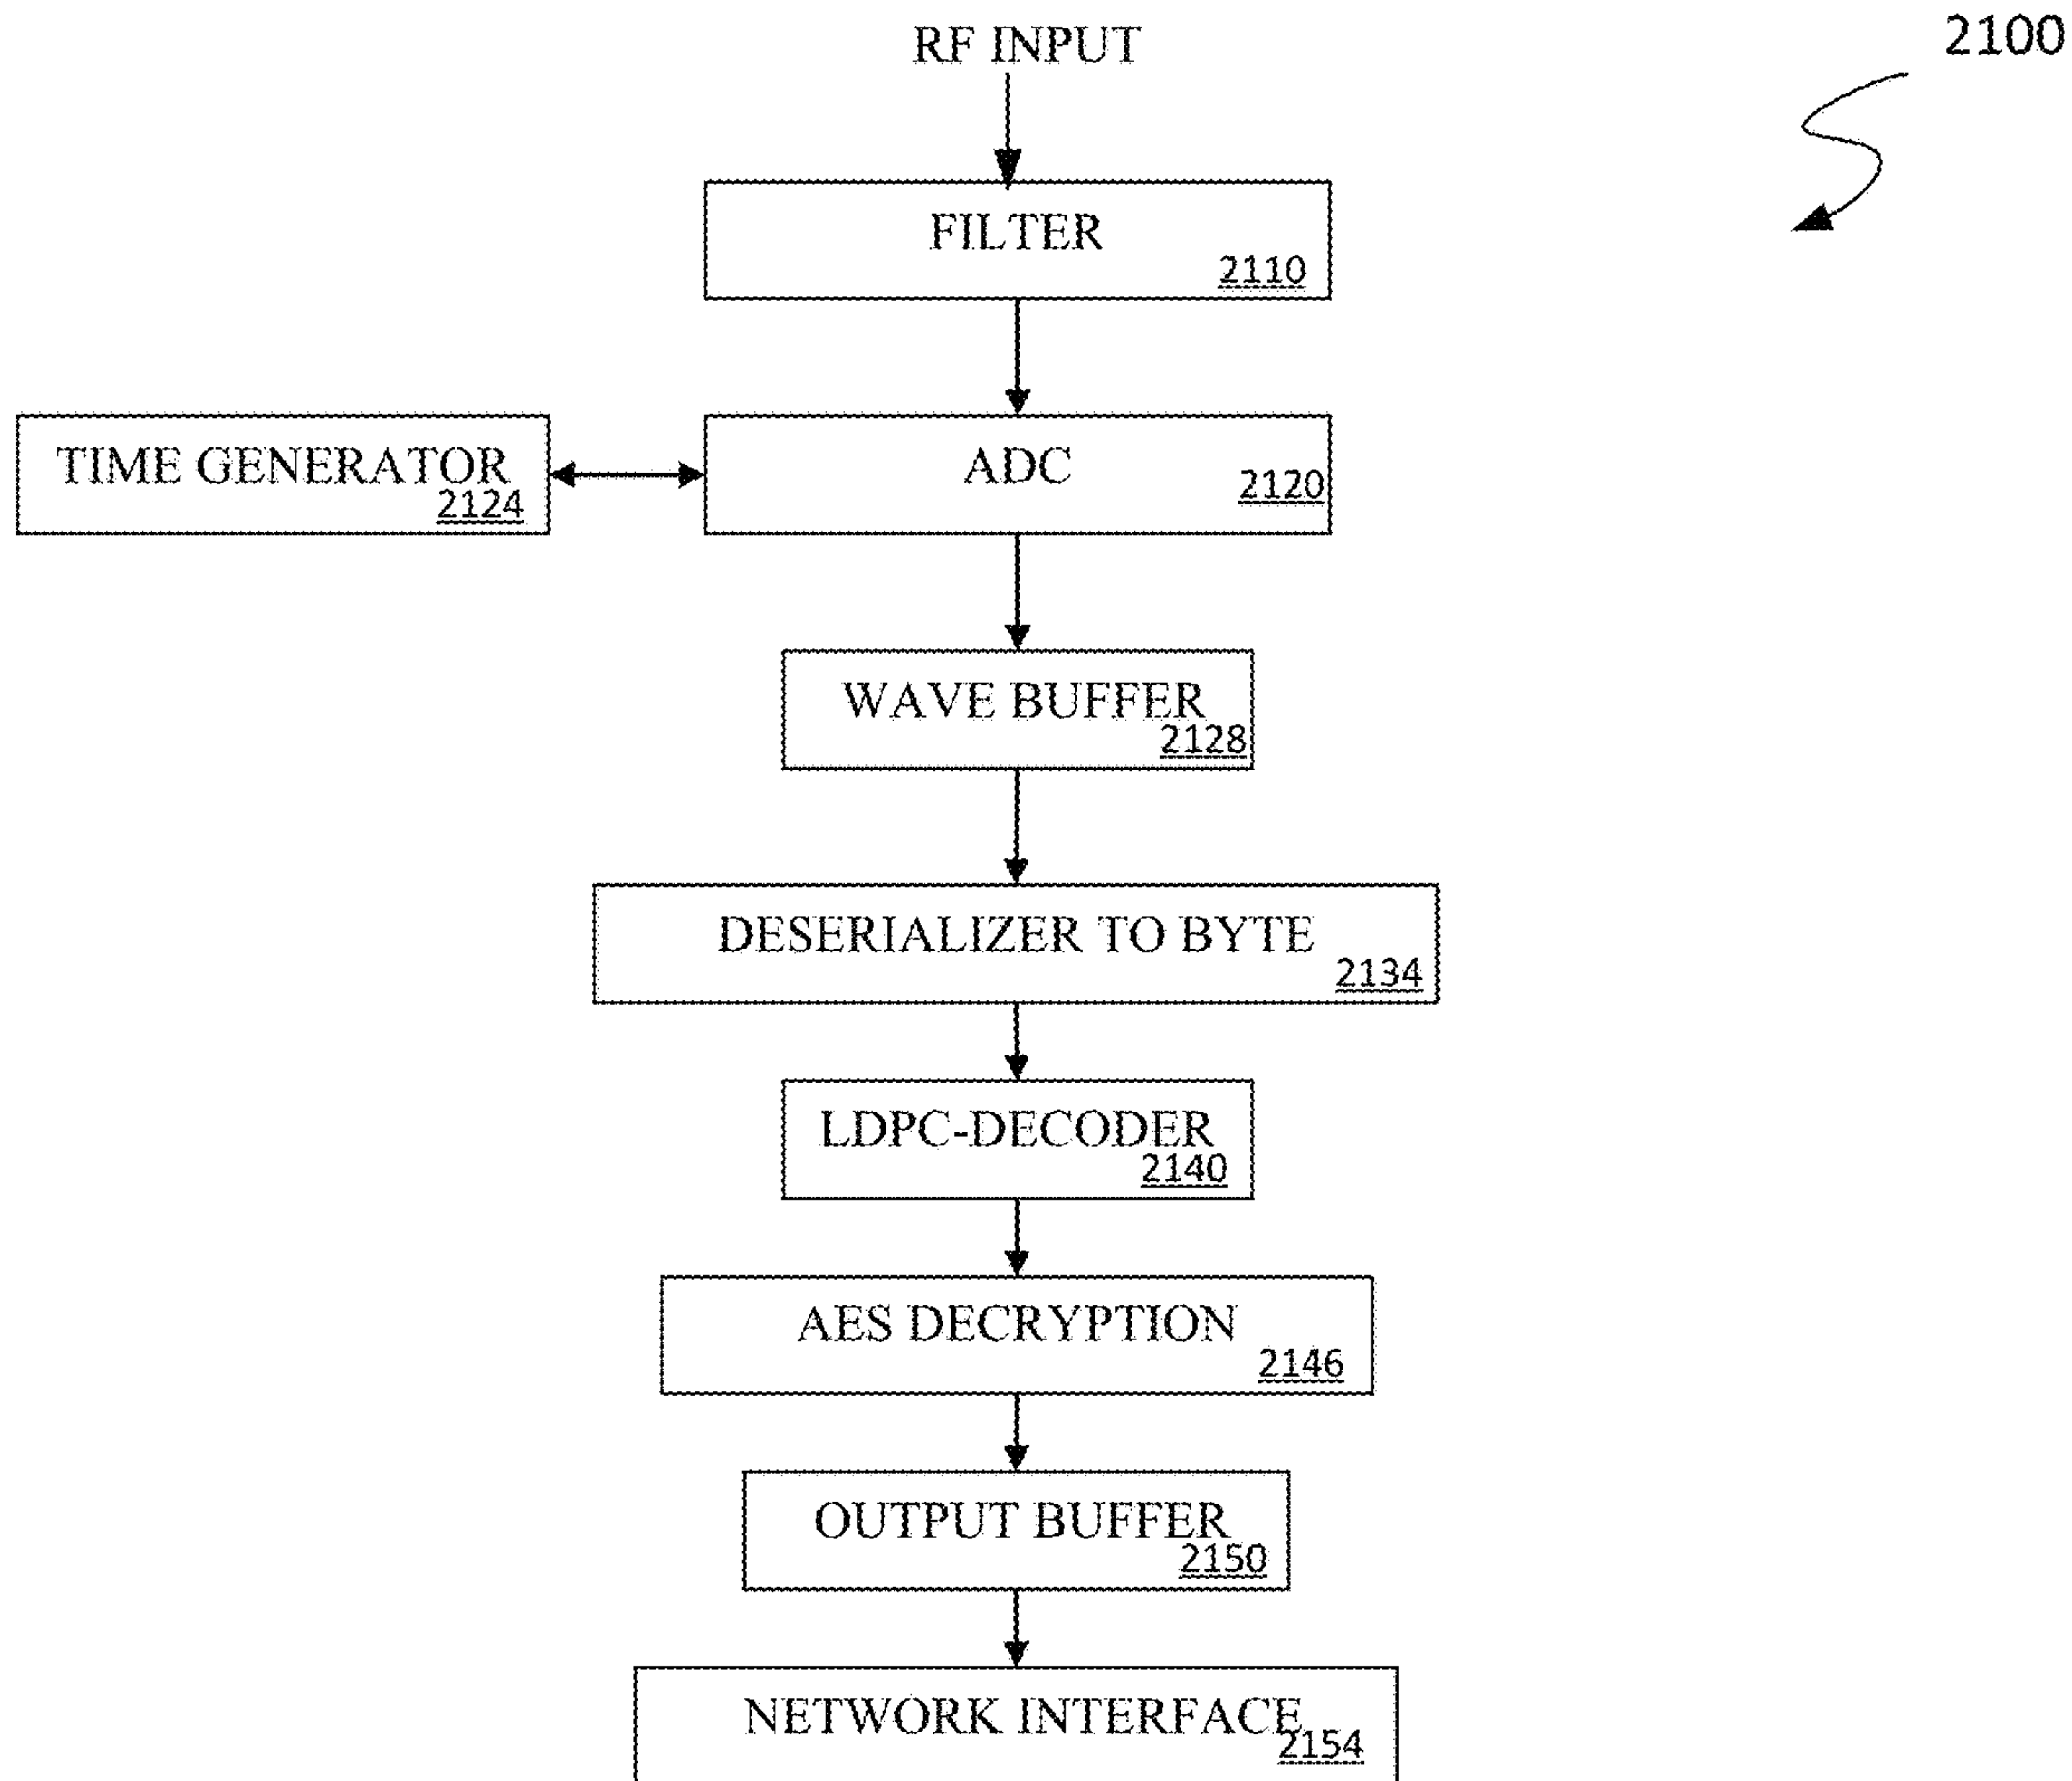 RF INPUT
2100
FILTER
2110
TIME GENERATOR
2124
ADC
2120
WAVE BUFFER
2128
DESERIALIZER TO BYTE
2134
LDPC-DECODER
2140
AES DECRYPTION
2146
OUTPUT BUFFER
2150
NETWORK INTERFACE
2154